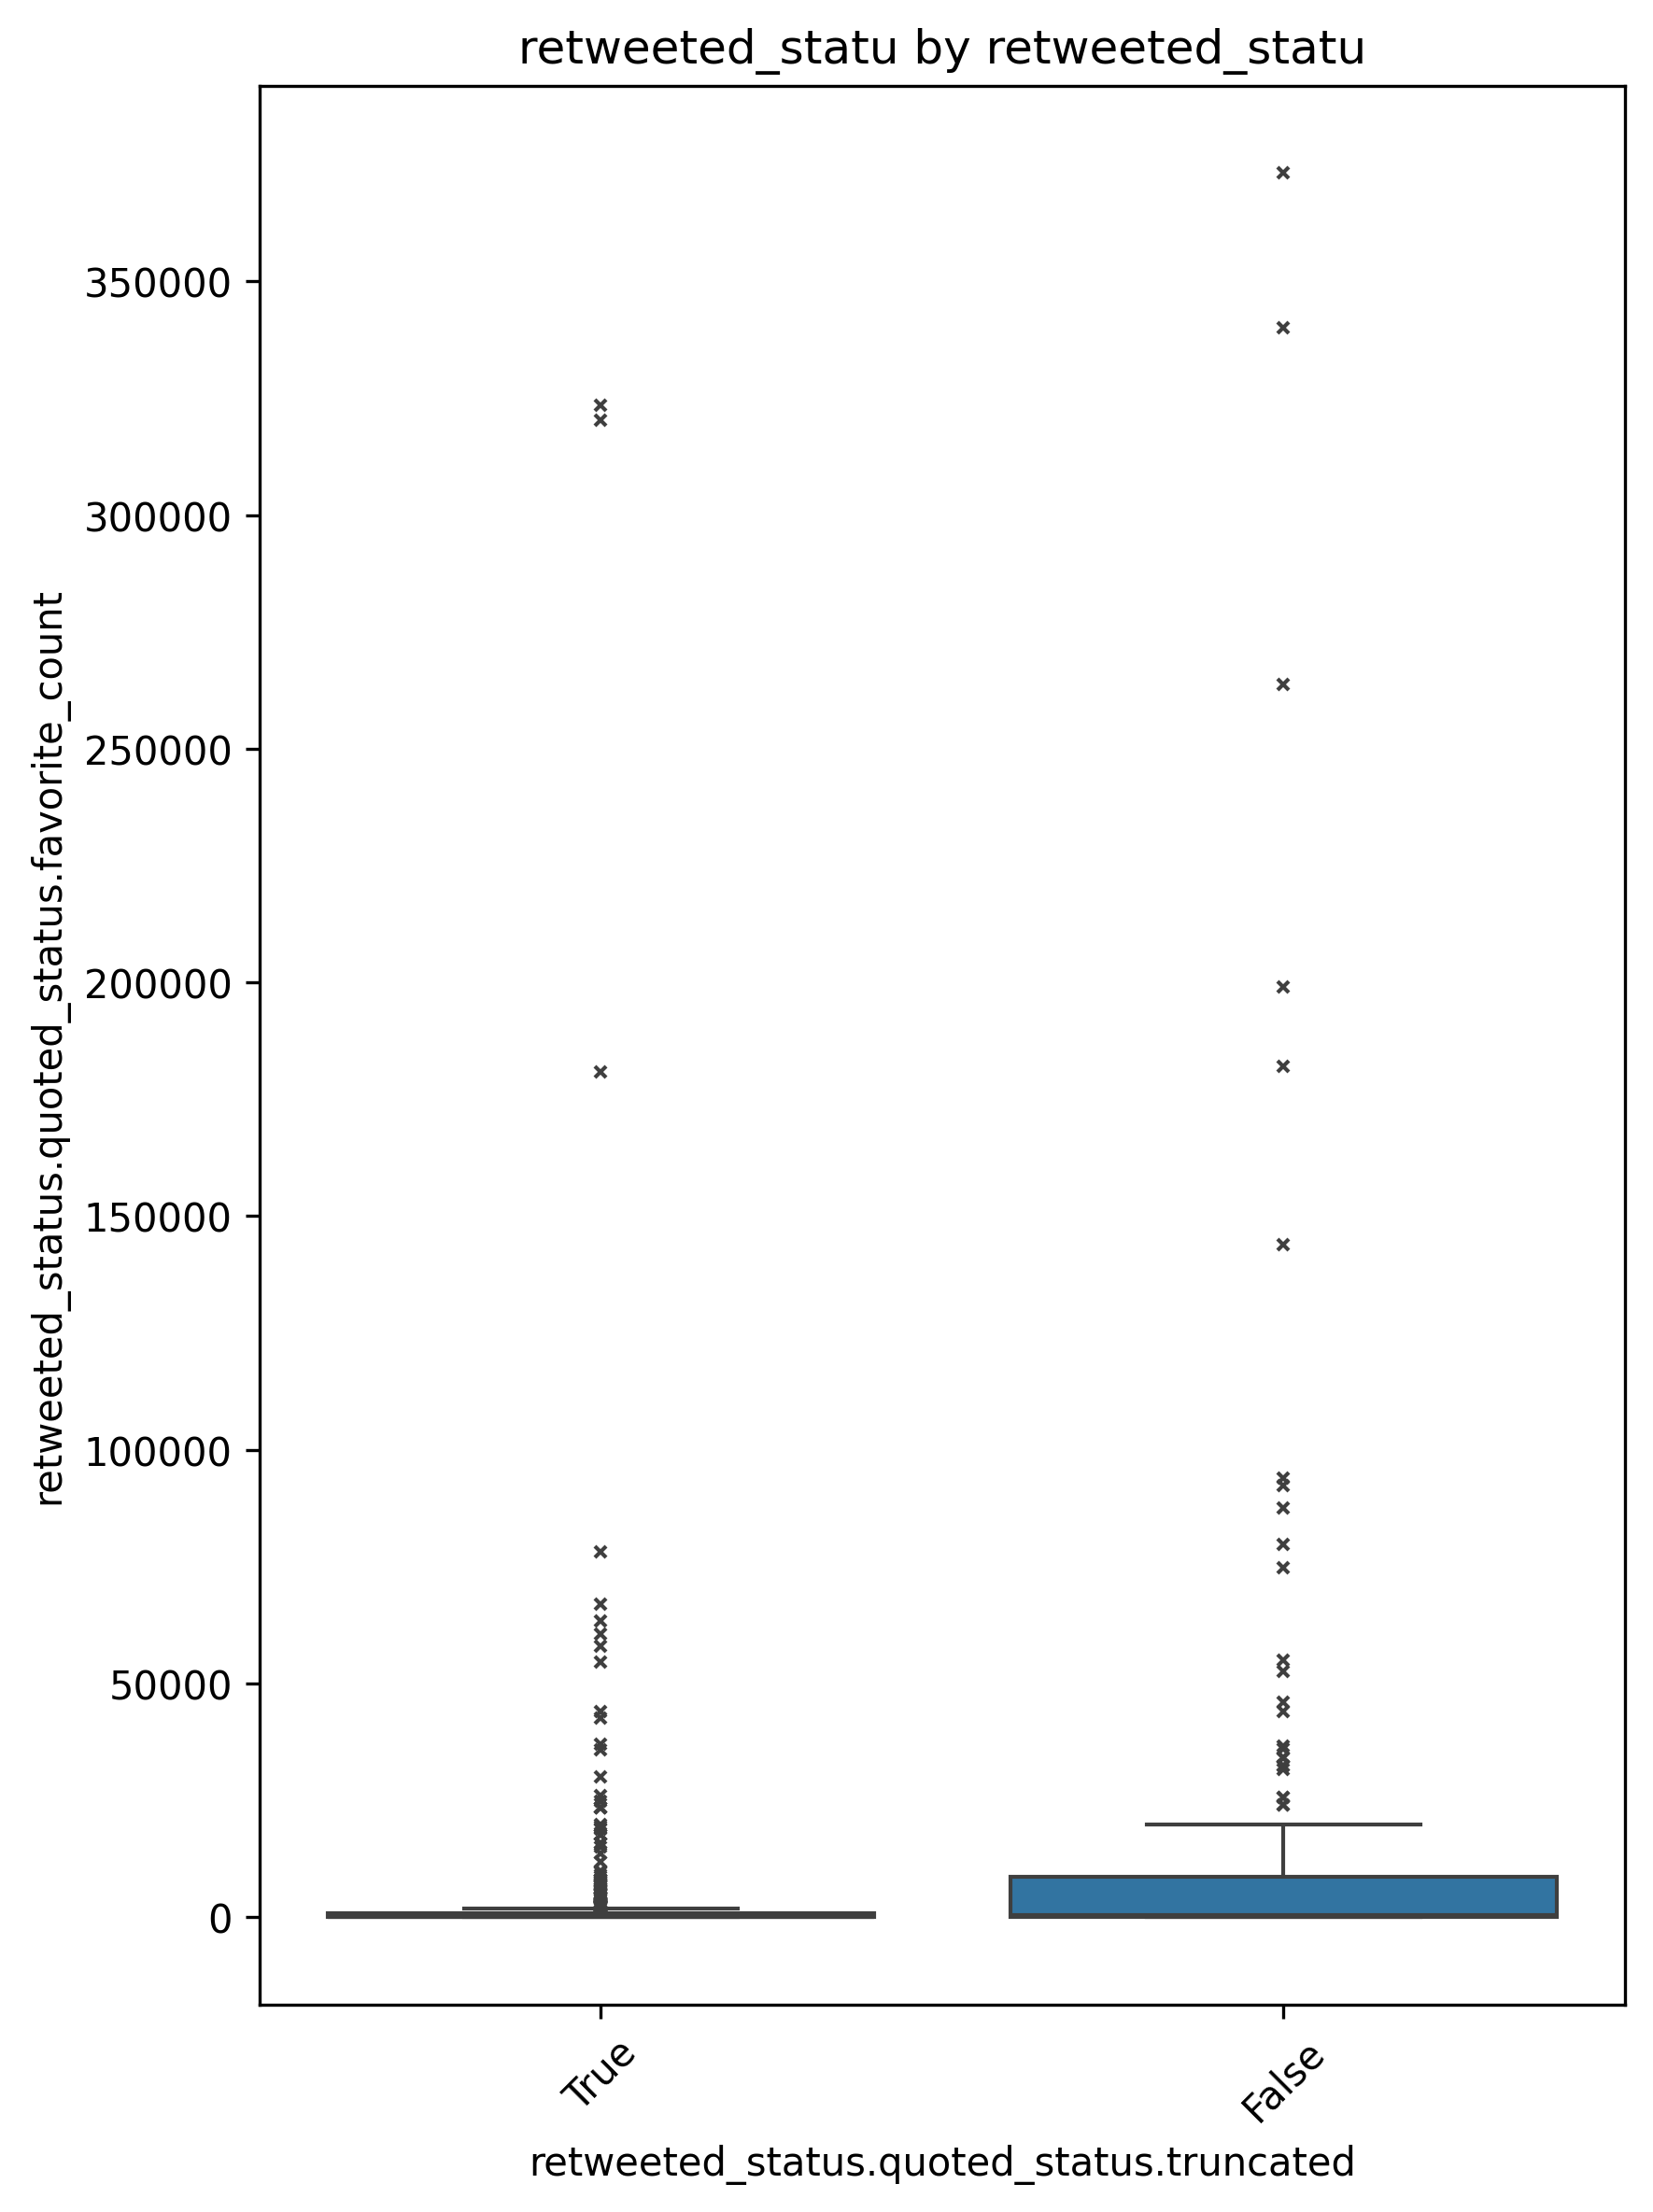 retweeted_statu by retweeted_statu
retweeted_status.quoted_status.favorite_count
350000
300000
250000
200000
150000
100000
50000
0
True
False
retweeted_status.quoted_status.truncated